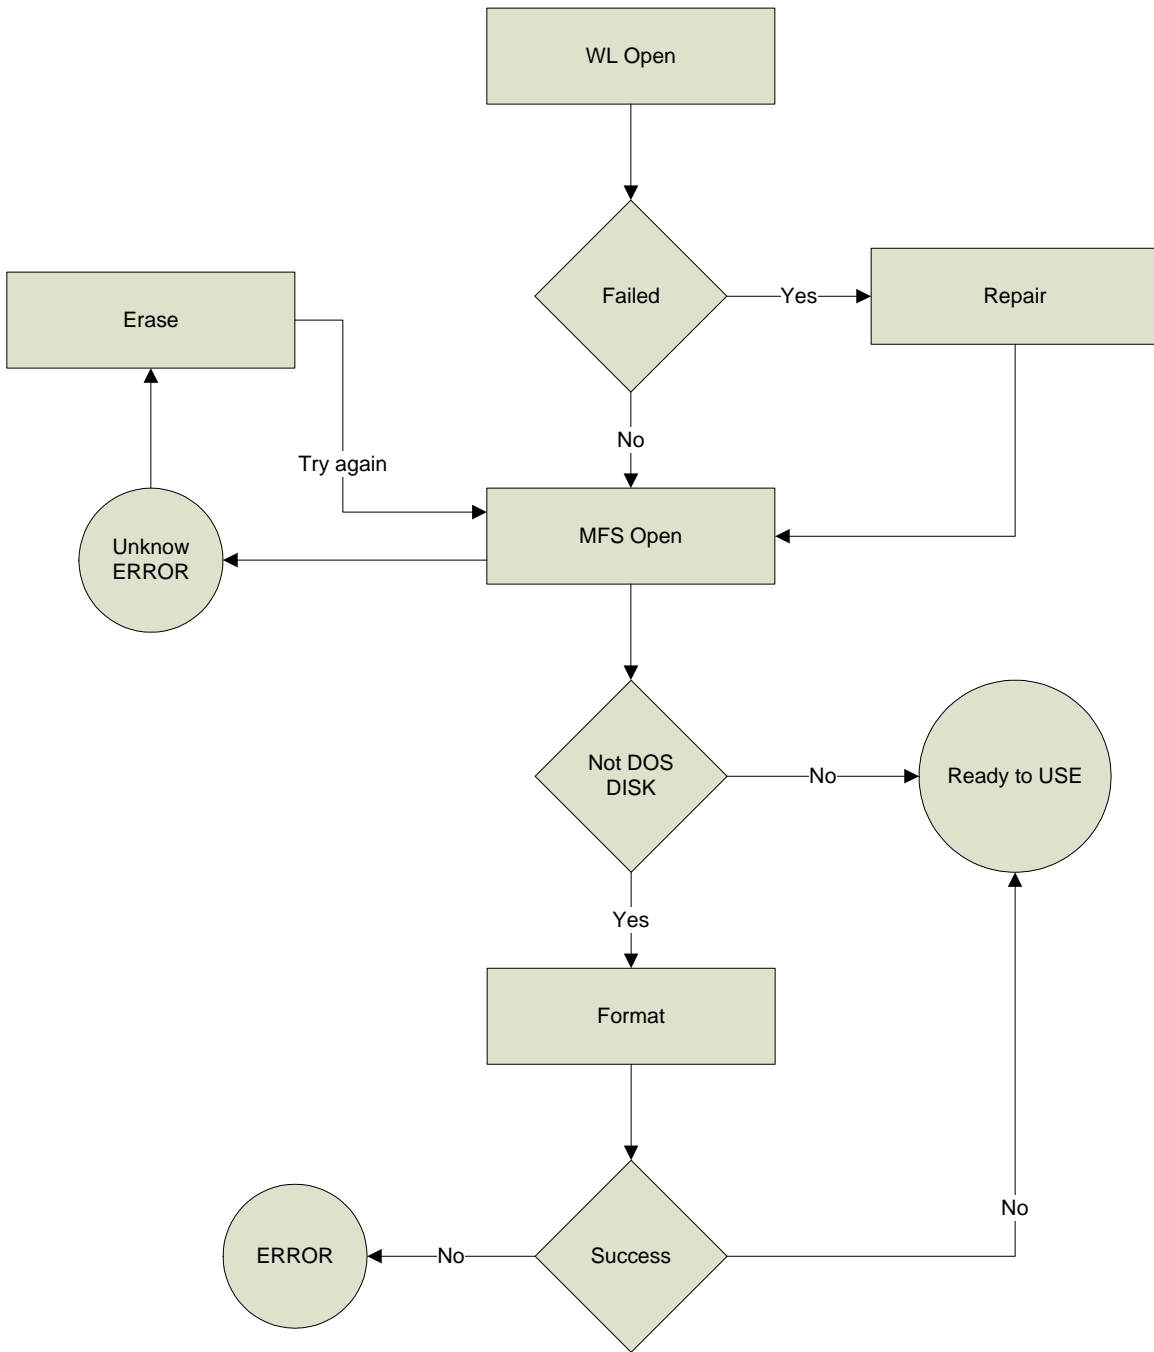 WL Open
Failed
Yes
Repair
Erase
No
Try again
MFS Open
Unknow
ERROR
Not DOS
DISK
No
Ready to USE
Yes
Format
No
ERROR
No
Success